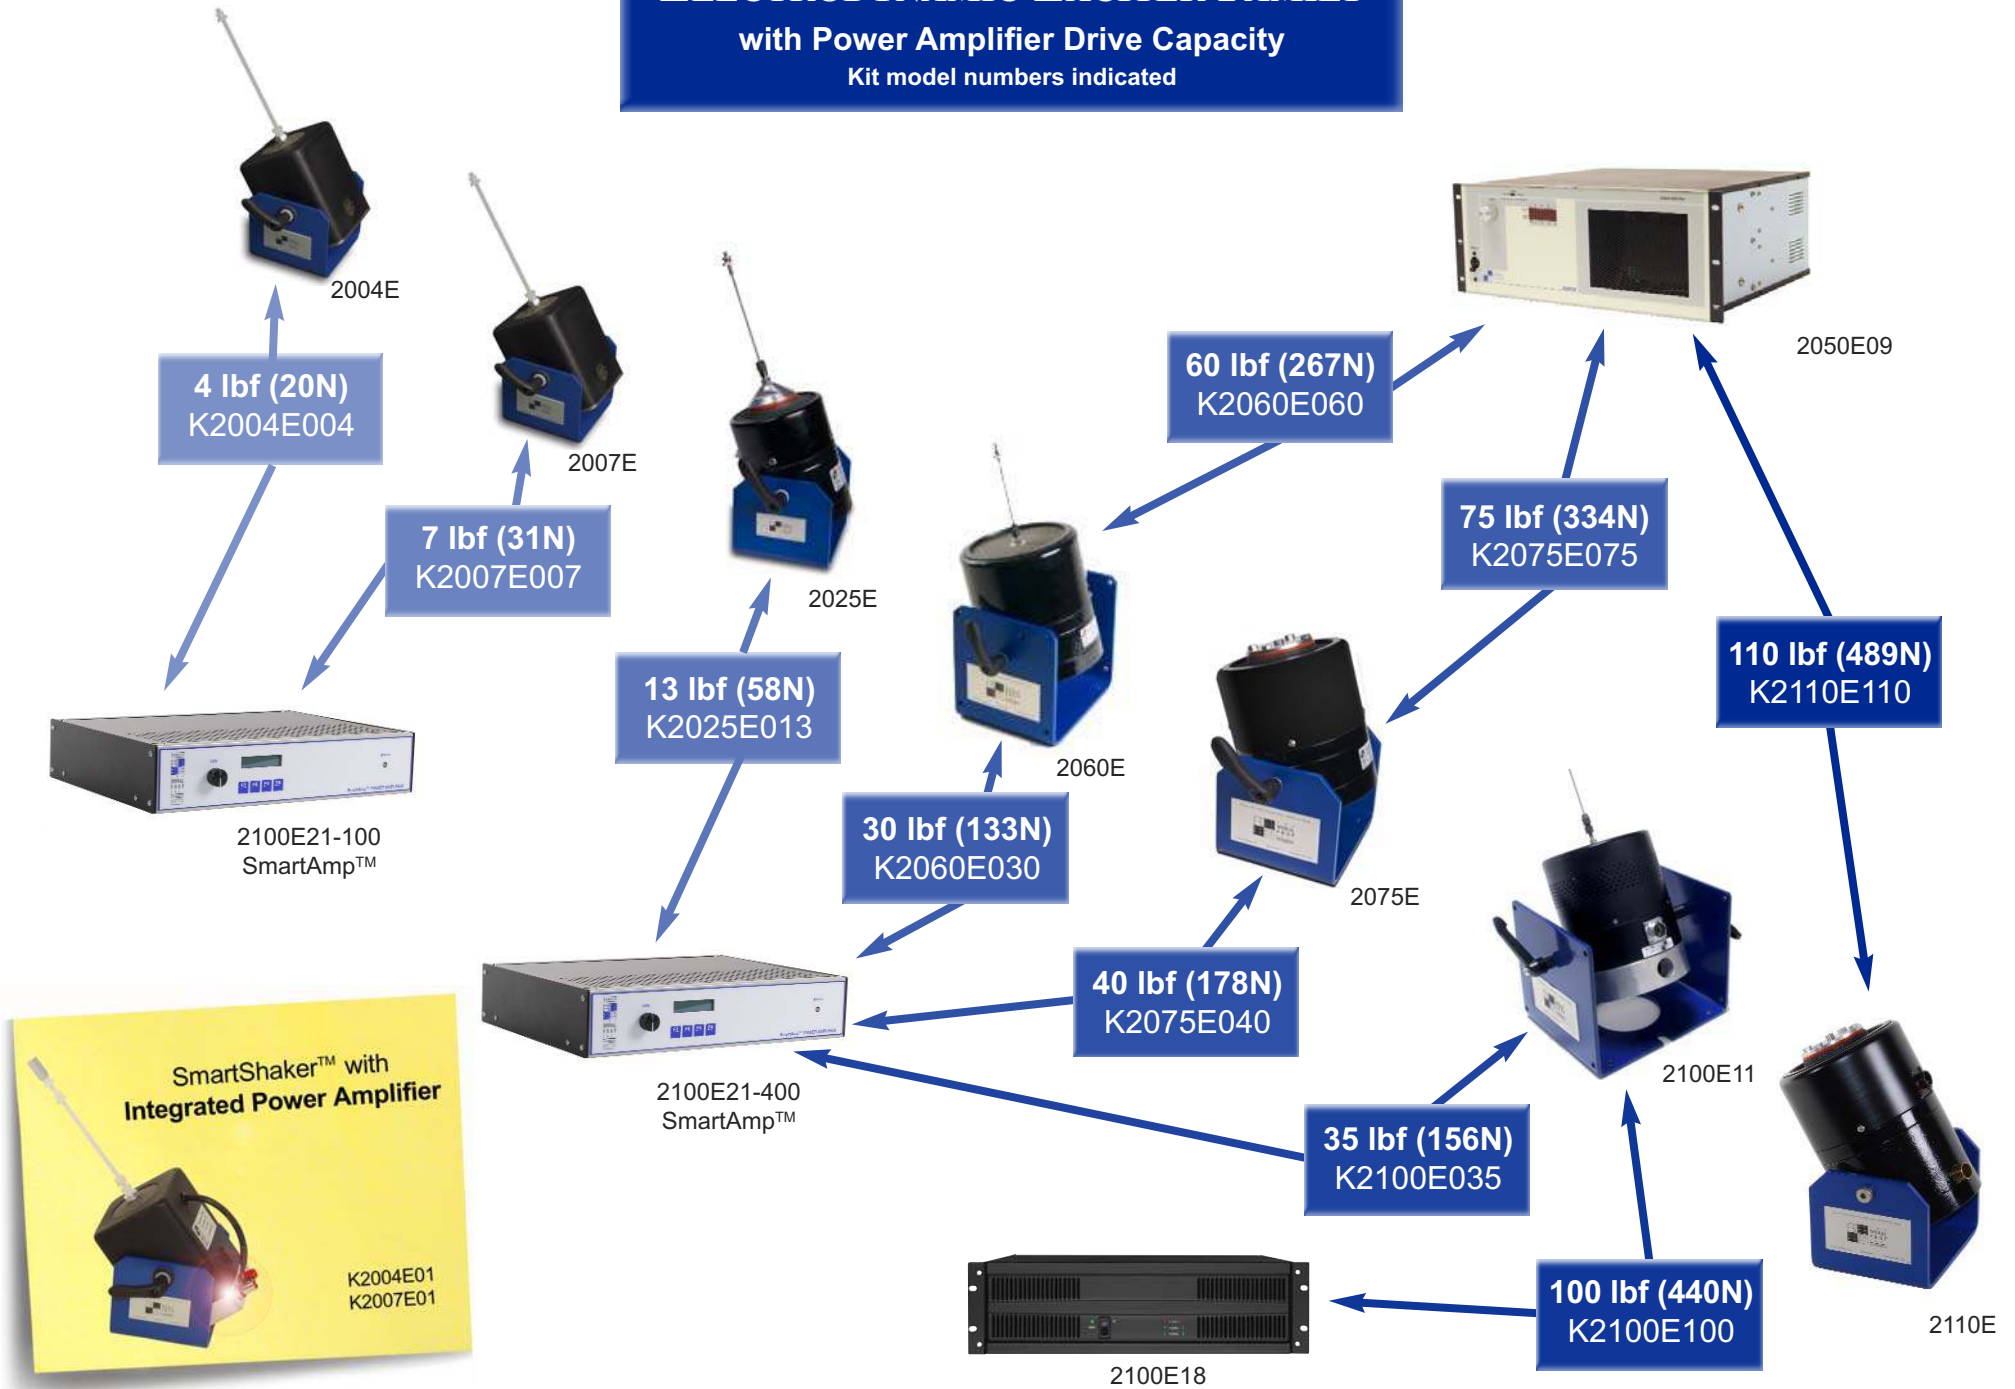 with Power Amplifier Drive Capacity
Kit model numbers indicated
2004E
4 lbf (20N)
K2004E004
2007E
7 lbf (31N)
K2007E007
2025E
13 lbf (58N)
K2025E013
2050E09
60 lbf (267N)
K2060E060
75 lbf (334N)
K2075E075
110 lbf (489N)
K2110E110
2060E
30 lbf (133N)
K2060E030
2075E
2100E21-100
SmartAmp™
40 lbf (178N)
K2075E040
2100E11
2100E21-400
SmartAmp™
35 lbf (156N)
K2100E035
SmartShaker™ with
Integrated Power Amplifier
K2004E01
K2007E01
100 lbf (440N)
K2100E100
2110E
2100E18